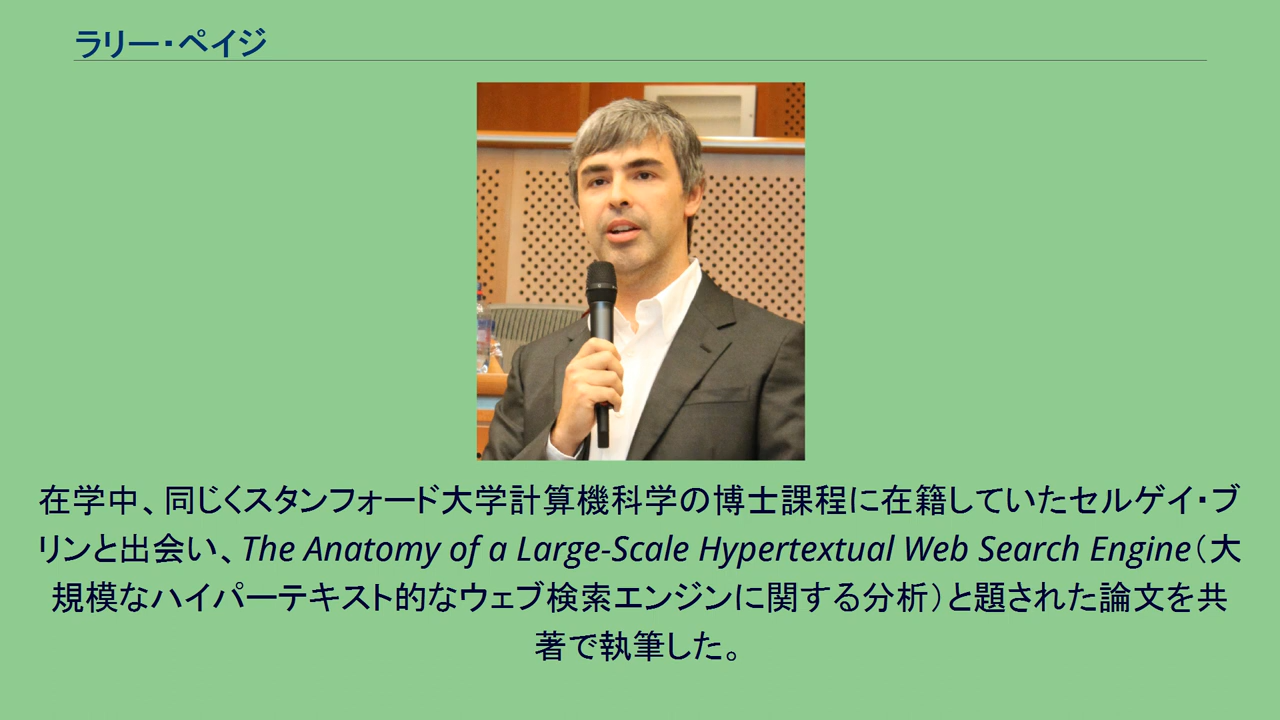 ラリー・ペイジ
在学中、同じくスタンフォード大学計算機科学の博士課程に在籍していたセルゲイ・ブ
リンと出会い、The Anatomy of a Large-Scale Hypertextual Web Search Engine（大
規模なハイパーテキスト的なウェブ検索エンジンに関する分析）と題された論文を共
著で執筆した。